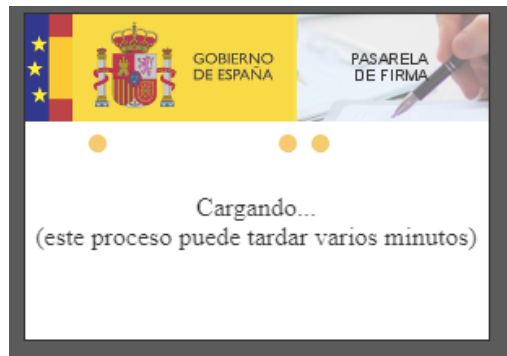 GOBIERNO
DE ESPAÑA
PASARELA
DE FIRMA
Cargando...
(este proceso puede tardar varios minutos)